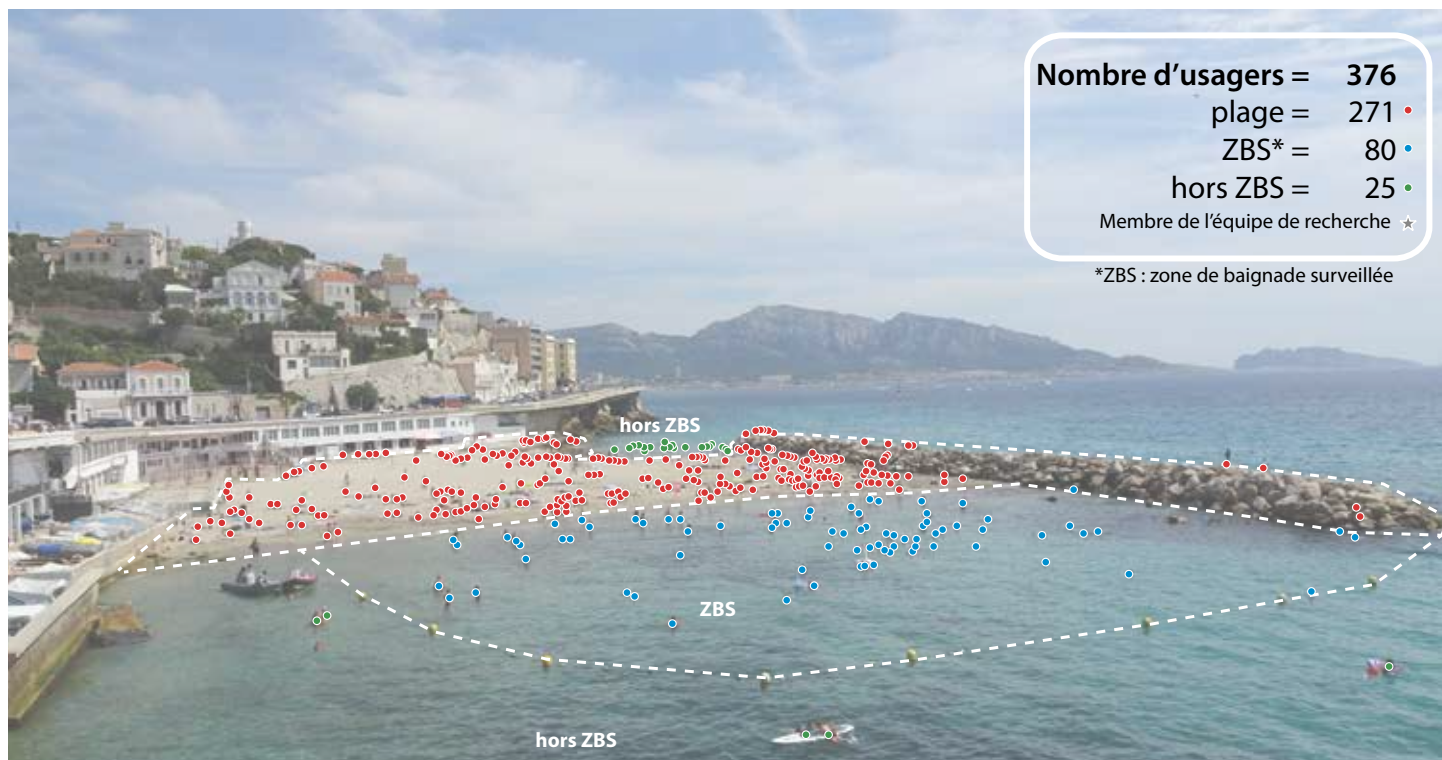 Nombre d'usagers = 376
plage = 271
ZBS* = 80
hors ZBS = 25
Membre de l'équipe de recherche
*ZBS : zone de baignade surveillée
hors ZBS
ZBS
hors ZBS